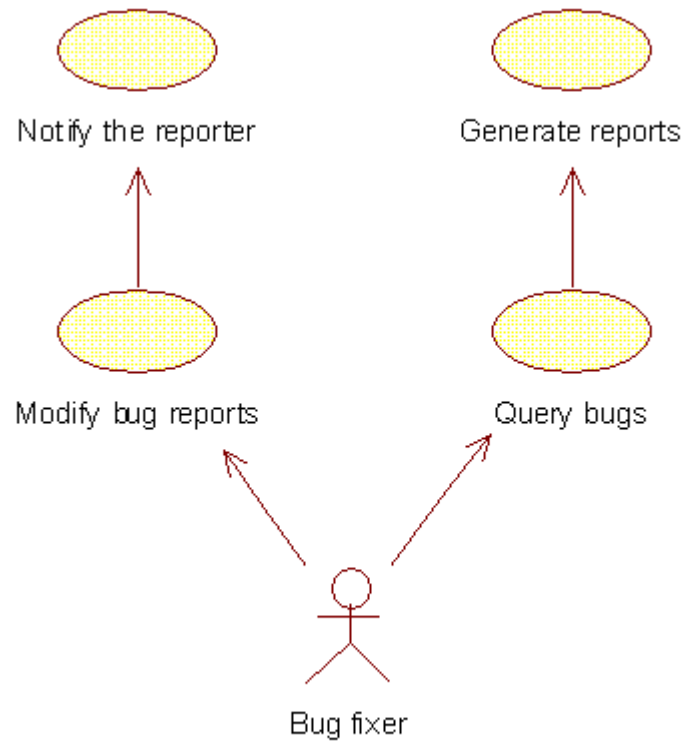 Notify the reporter
Generate reports
Modify bug reports
Query bugs
Bug fixer